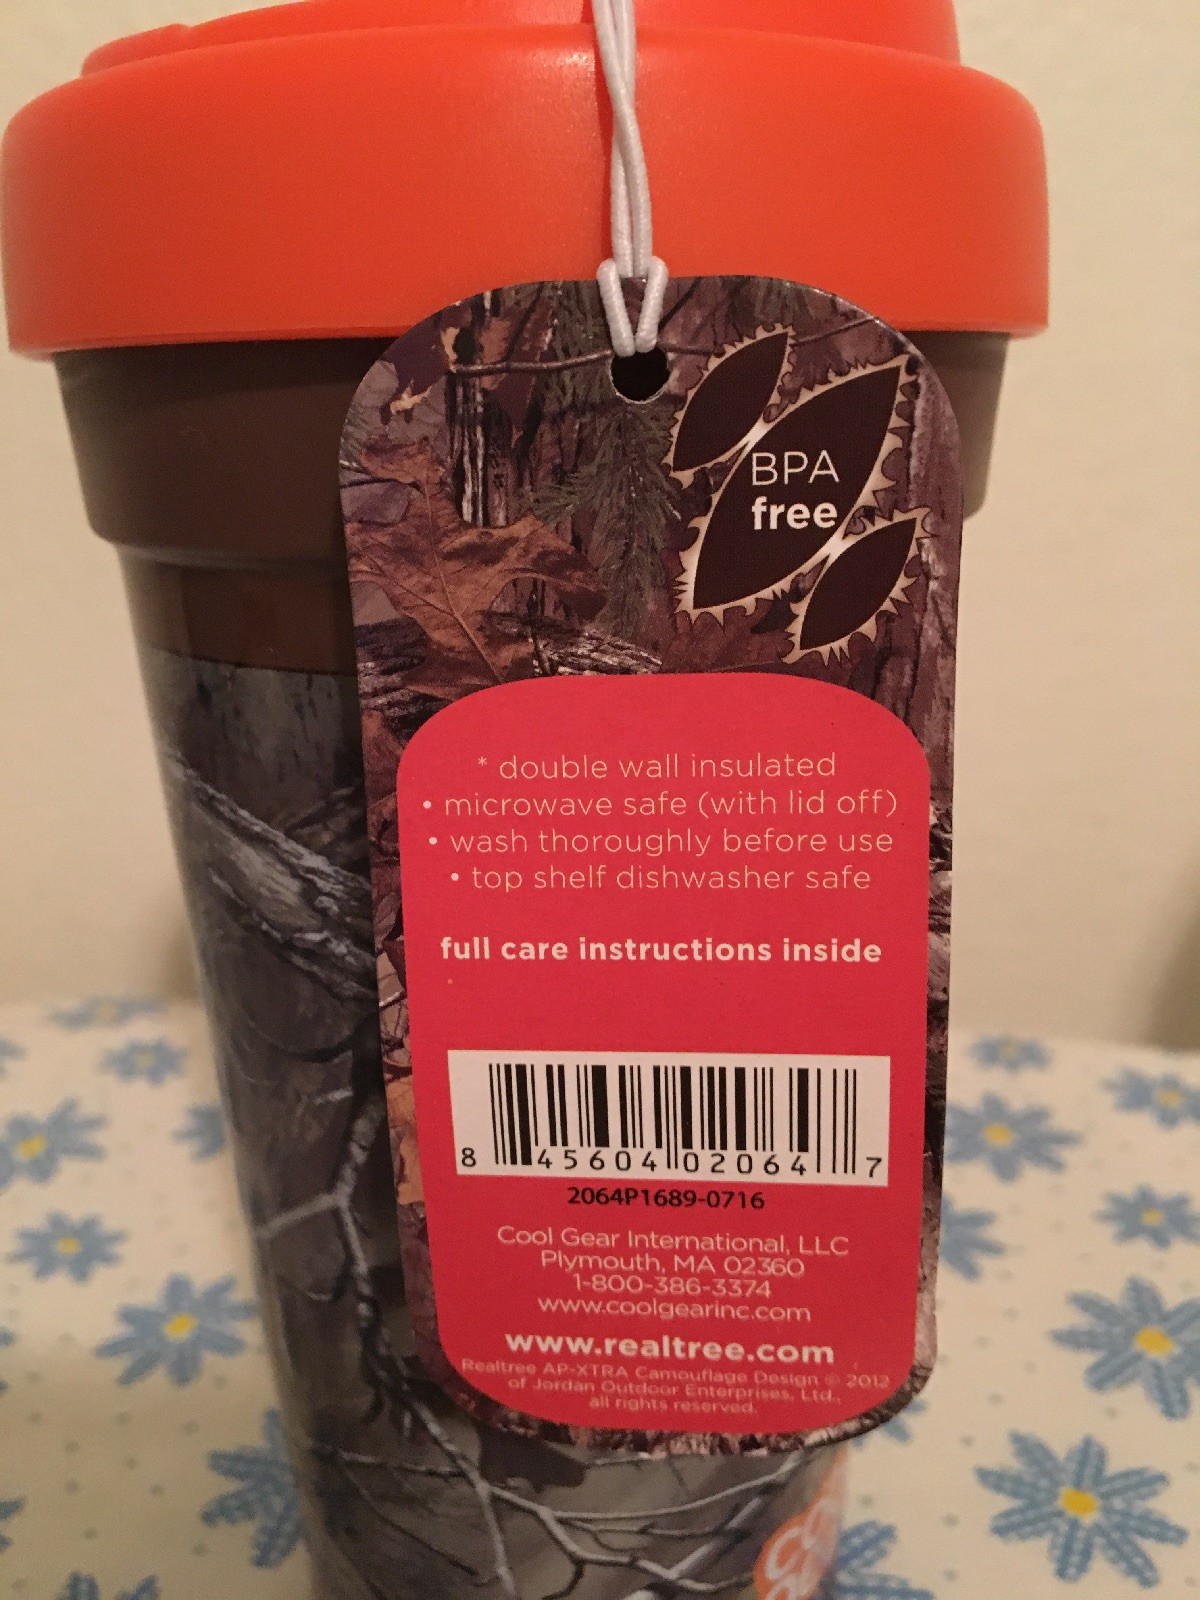 BPA
free
* double wall insulated
• microwave safe (with lid off)
• wash thoroughly before use
• top shelf dishwasher safe
full care instructions inside
8 45604 02064 7
2064P1689-0716
Cool Gear International, LLC
Plymouth, MA 02360
1-800-386-3374
www.coolgearinc.com
www.realtree.com
Realtree AP-XTRA Camouflage Design © 2012
of Jordan Outdoor Enterprises, Ltd.,
all rights reserved.